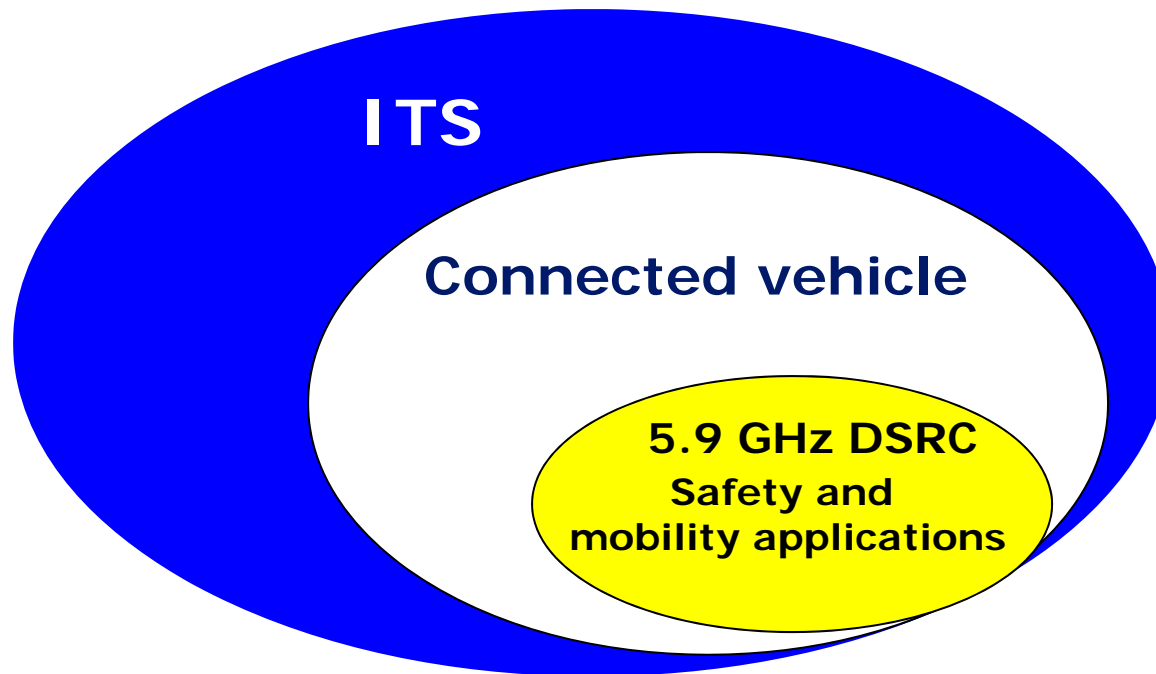 ITS
Connected vehicle
5.9 GHz DSRC
Safety and
mobility applications